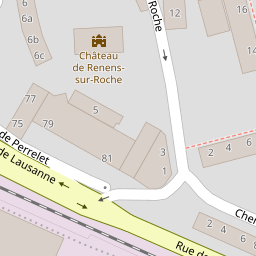 6a
6b
6c
12
16
14
Roche
Château
de Renens-
sur-Roche
77
75
79
5
81
3
1
2
4
6
de Perrelet
de Lausanne
2
4
6
Rue de